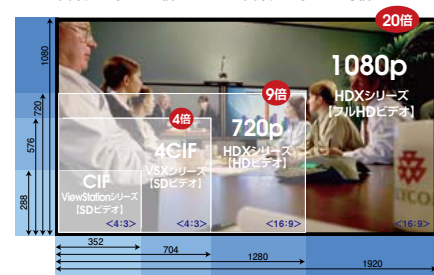 20倍
1080p
HDXシリーズ
【フルHDビデオ】
<16:9>
9倍
720p
HDXシリーズ
【HDビデオ】
<16:9>
4倍
4CIF
VSXシリーズ
【SDビデオ】
<4:3>
CIF
ViewStationシリーズ
【SDビデオ】
<4:3>
1080
720
576
288
352
704
1280
1920